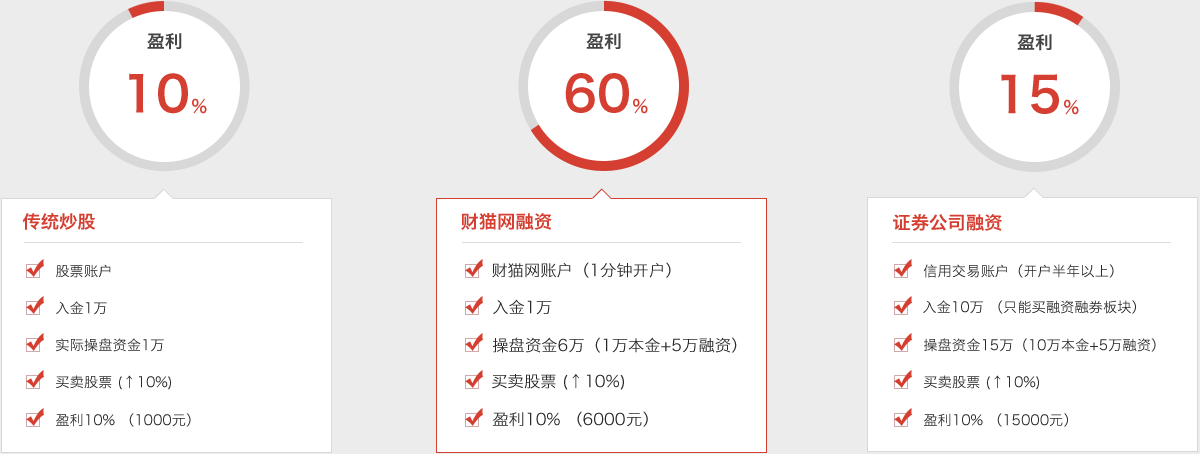 盈利
10%
传统炒股
股票账户
入金1万
实际操盘资金1万
买卖股票 (↑10%)
盈利10% （1000元）
盈利
60%
财猫网融资
财猫网账户（1分钟开户）
入金1万
操盘资金6万（1万本金+5万融资）
买卖股票 (↑10%)
盈利10% （6000元）
盈利
15%
证券公司融资
信用交易账户（开户半年以上）
入金10万 （只能买融资融券板块）
操盘资金15万（10万本金+5万融资）
买卖股票 (↑10%)
盈利10% （15000元）